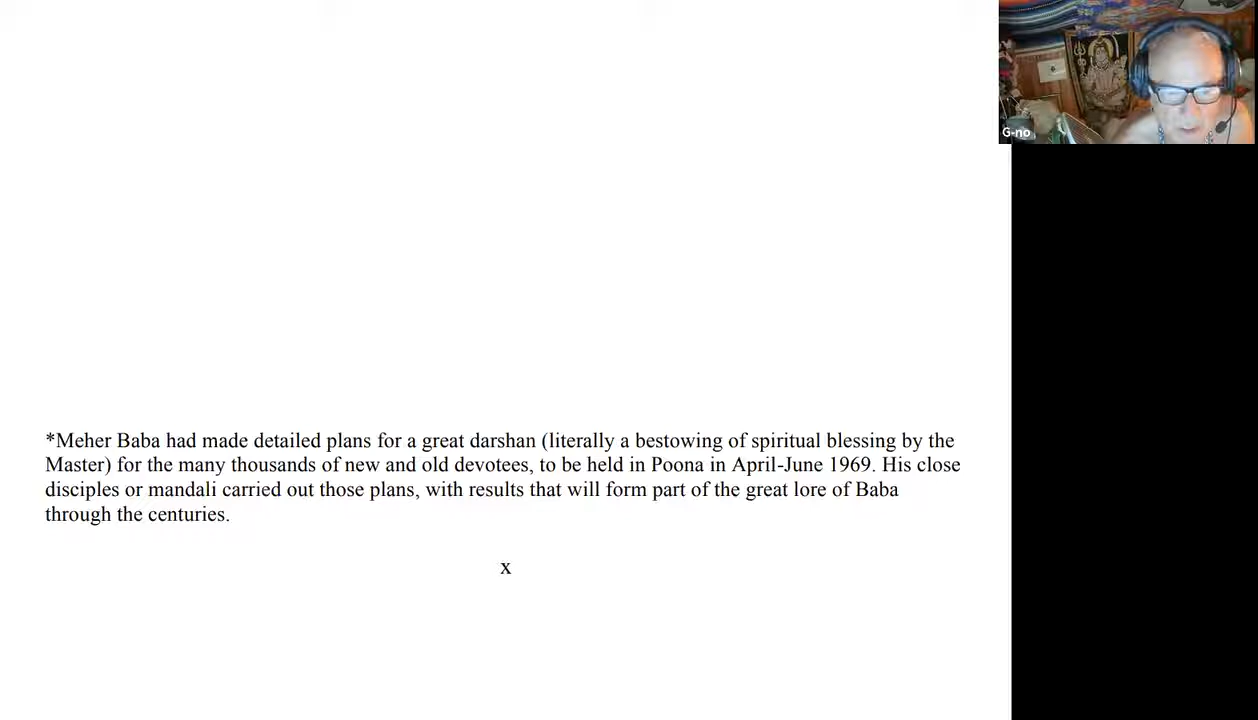 G-no
*Meher Baba had made detailed plans for a great darshan (literally a bestowing of spiritual blessing by the
Master) for the many thousands of new and old devotees, to be held in Poona in April-June 1969. His close
disciples or mandali carried out those plans, with results that will form part of the great lore of Baba
through the centuries.
x